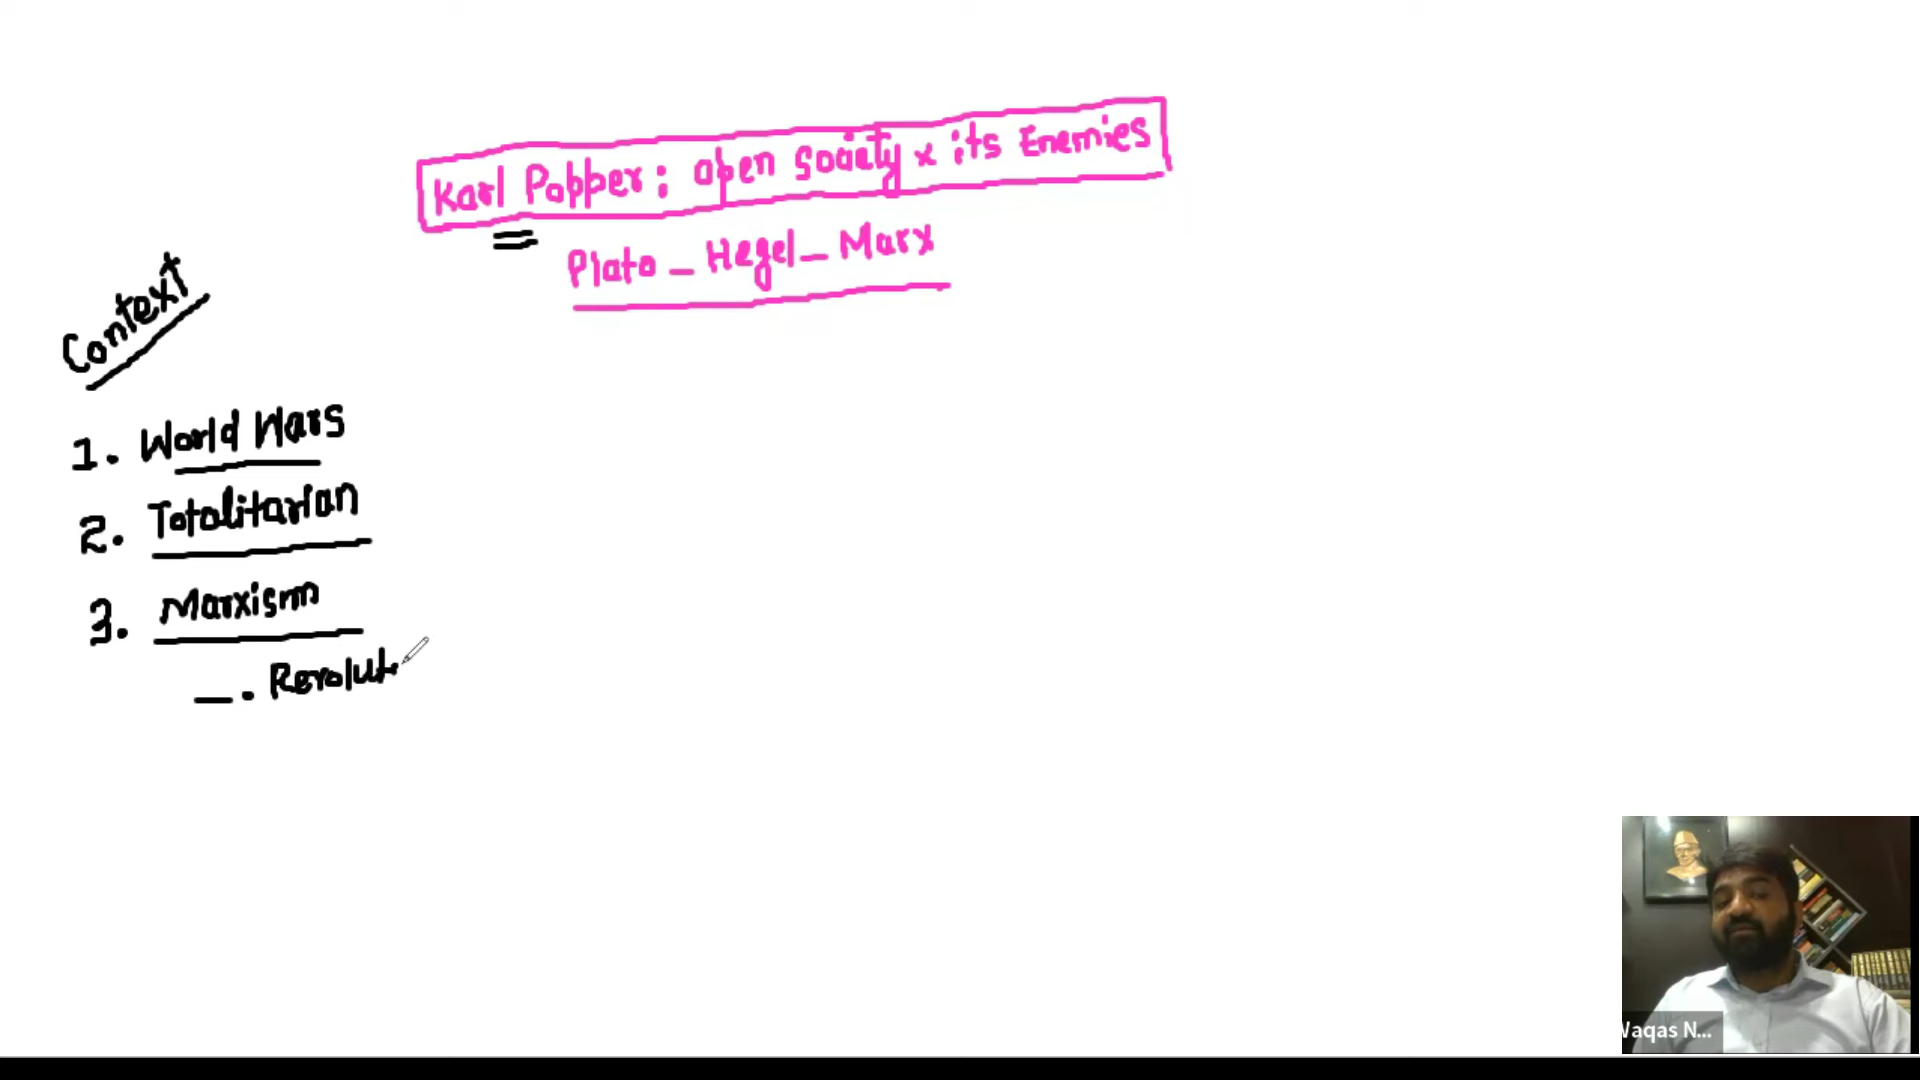 Karl Popper: open society & its Enemies
Plato - Hegel - Marx
Context
1. World Wars
2. Totalitarian
3. Marxism
-. Revolut
Waqas N...